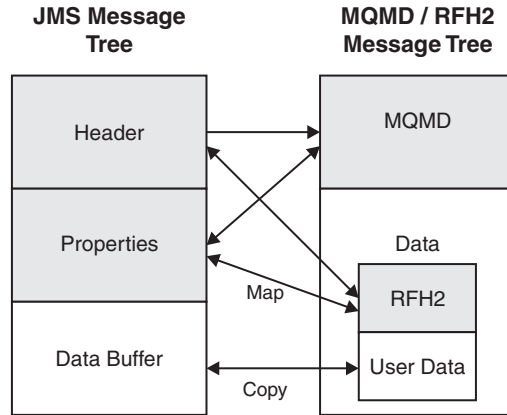 JMS Message
Tree
MQMD / RFH2
Message Tree
Header
MQMD
Properties
Data
Map
RFH2
Data Buffer
User Data
Copy